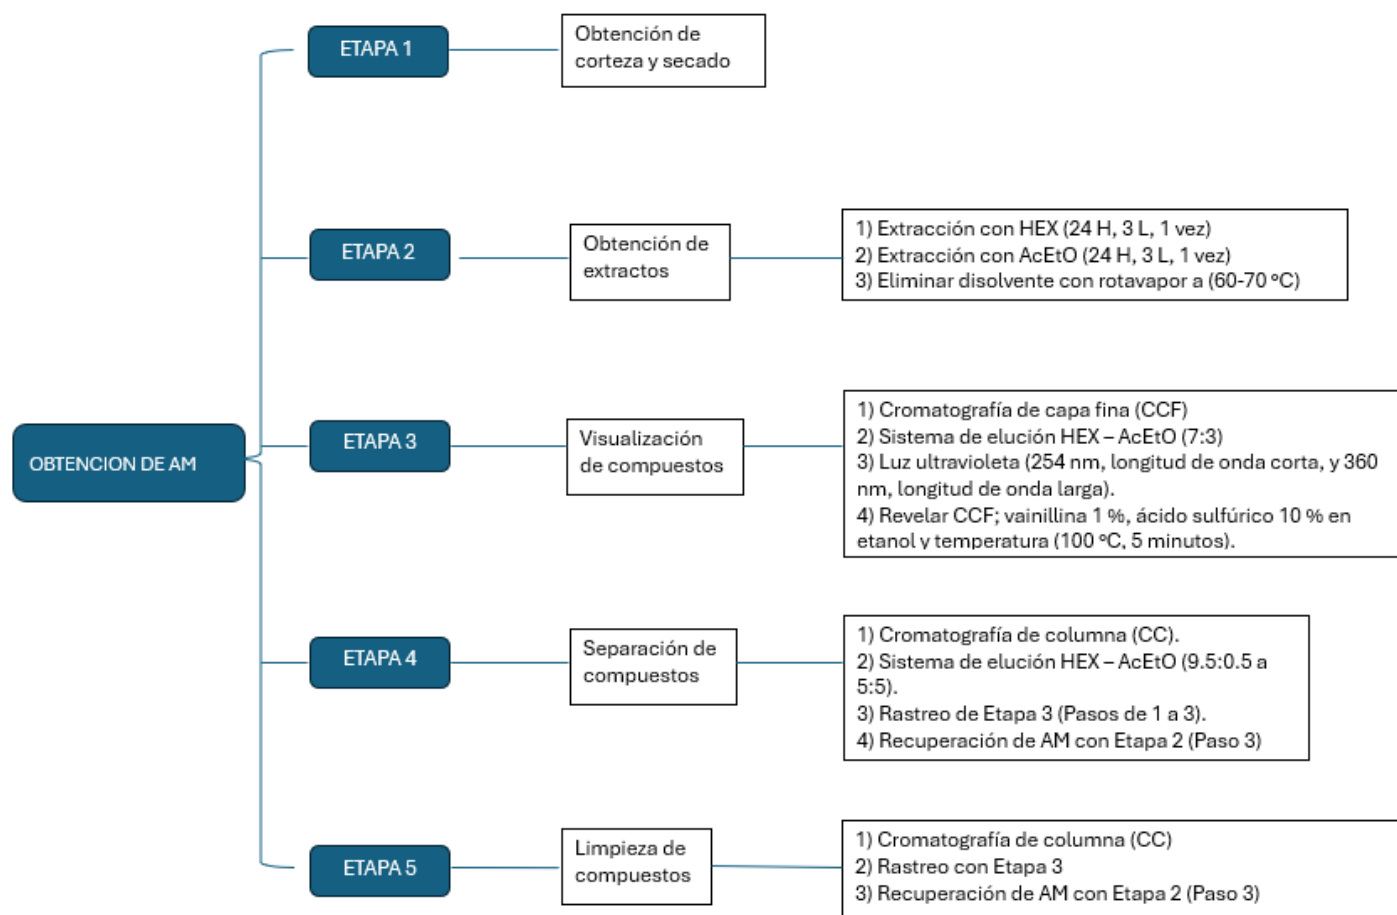 ETAPA 1
Obtención de
corteza y secado
ETAPA 2
Obtención de
extractos
1) Extracción con HEX (24 H, 3 L, 1 vez)
2) Extracción con AcEtO (24 H, 3 L, 1 vez)
3) Eliminar disolvente con rotavapor a (60-70 ºC)
OBTENCION DE AM
ETAPA 3
Visualización
de compuestos
1) Cromatografía de capa fina (CCF)
2) Sistema de elución HEX – AcEtO (7:3)
3) Luz ultravioleta (254 nm, longitud de onda corta, y 360
nm, longitud de onda larga).
4) Revelar CCF; vainillina 1 %, ácido sulfúrico 10 % en
etanol y temperatura (100 ºC, 5 minutos).
ETAPA 4
Separación de
compuestos
1) Cromatografía de columna (CC).
2) Sistema de elución HEX – AcEtO (9.5:0.5 a
5:5).
3) Rastreo de Etapa 3 (Pasos de 1 a 3).
4) Recuperación de AM con Etapa 2 (Paso 3)
ETAPA 5
Limpieza de
compuestos
1) Cromatografía de columna (CC)
2) Rastreo con Etapa 3
3) Recuperación de AM con Etapa 2 (Paso 3)